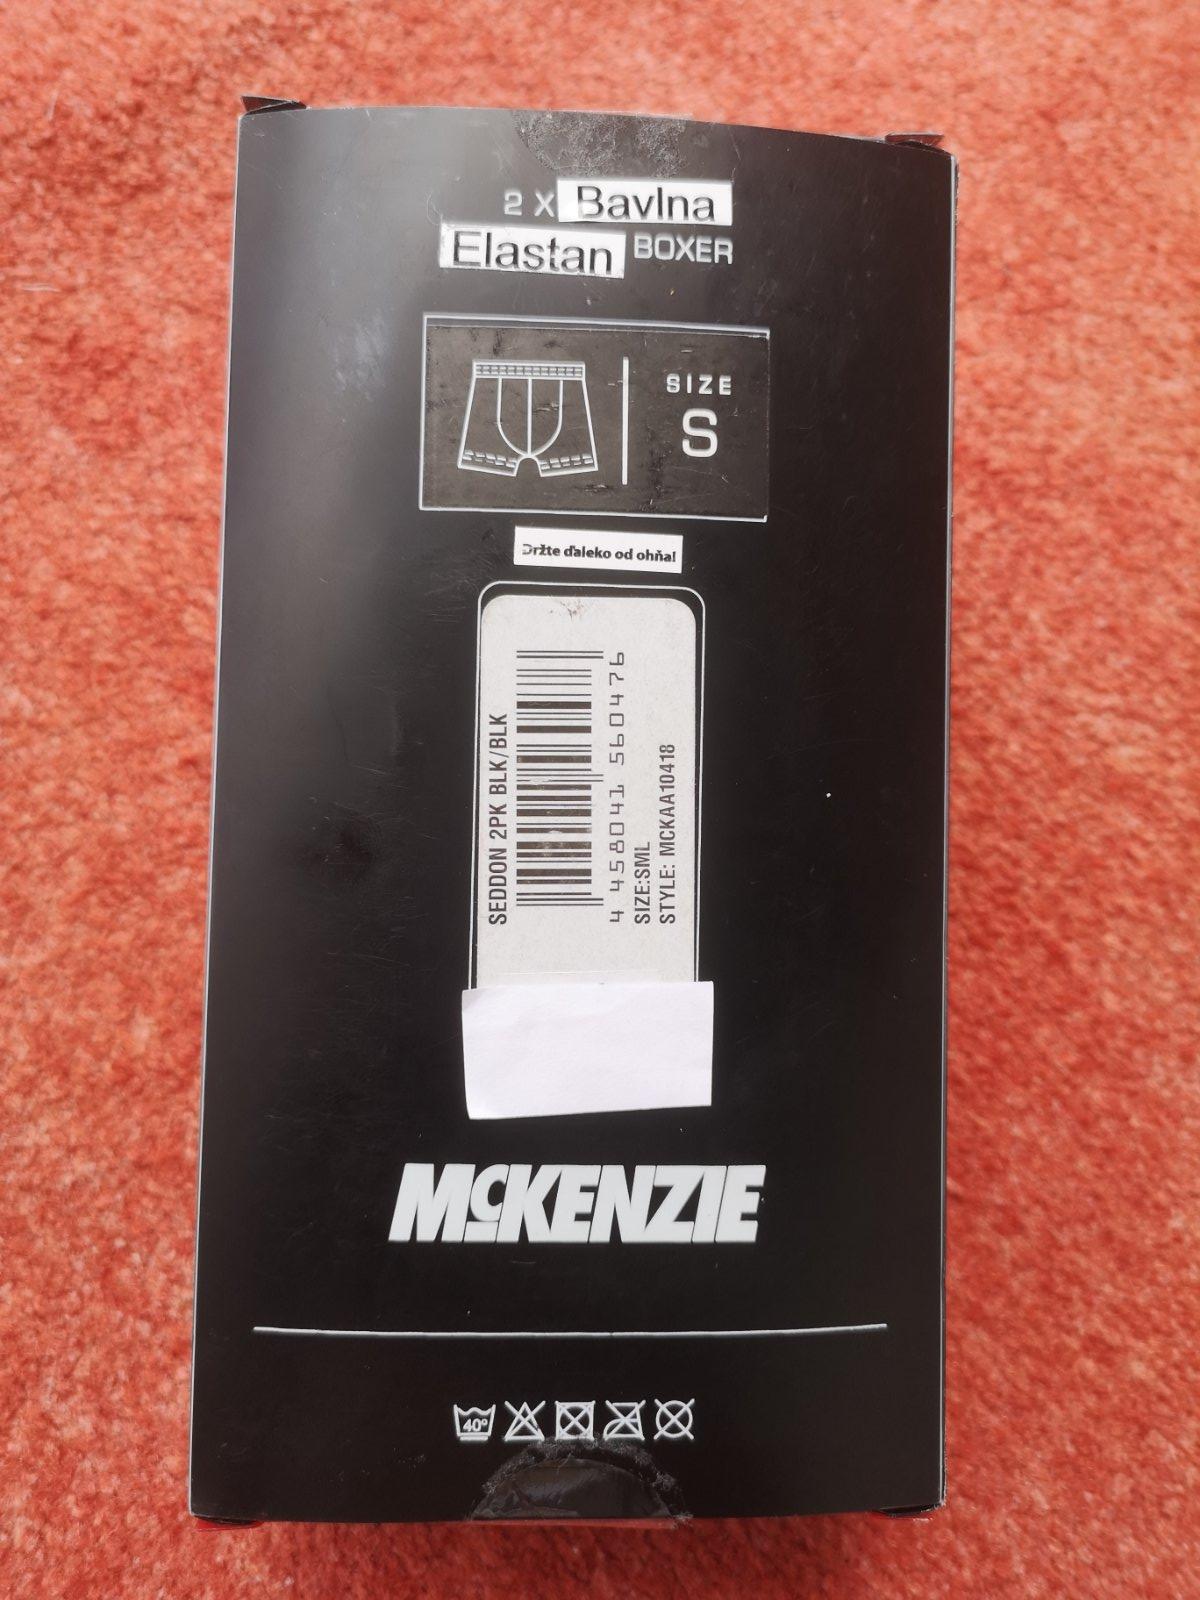 2 X Bavlna
Elastan BOXER
SIZE
S
Držte ďaleko od ohňa!
SEDDON 2PK BLK/BLK
4 458041 560476
SIZE:SML
STYLE: MCKAA10418
McKENZIE
40°